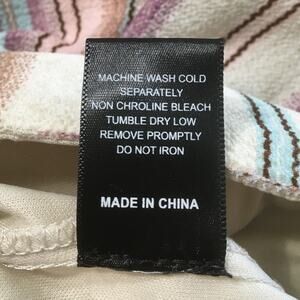 MACHINE WASH COLD
SEPARATELY
NON CHROLINE BLEACH
TUMBLE DRY LOW
REMOVE PROMPTLY
DO NOT IRON
MADE IN CHINA